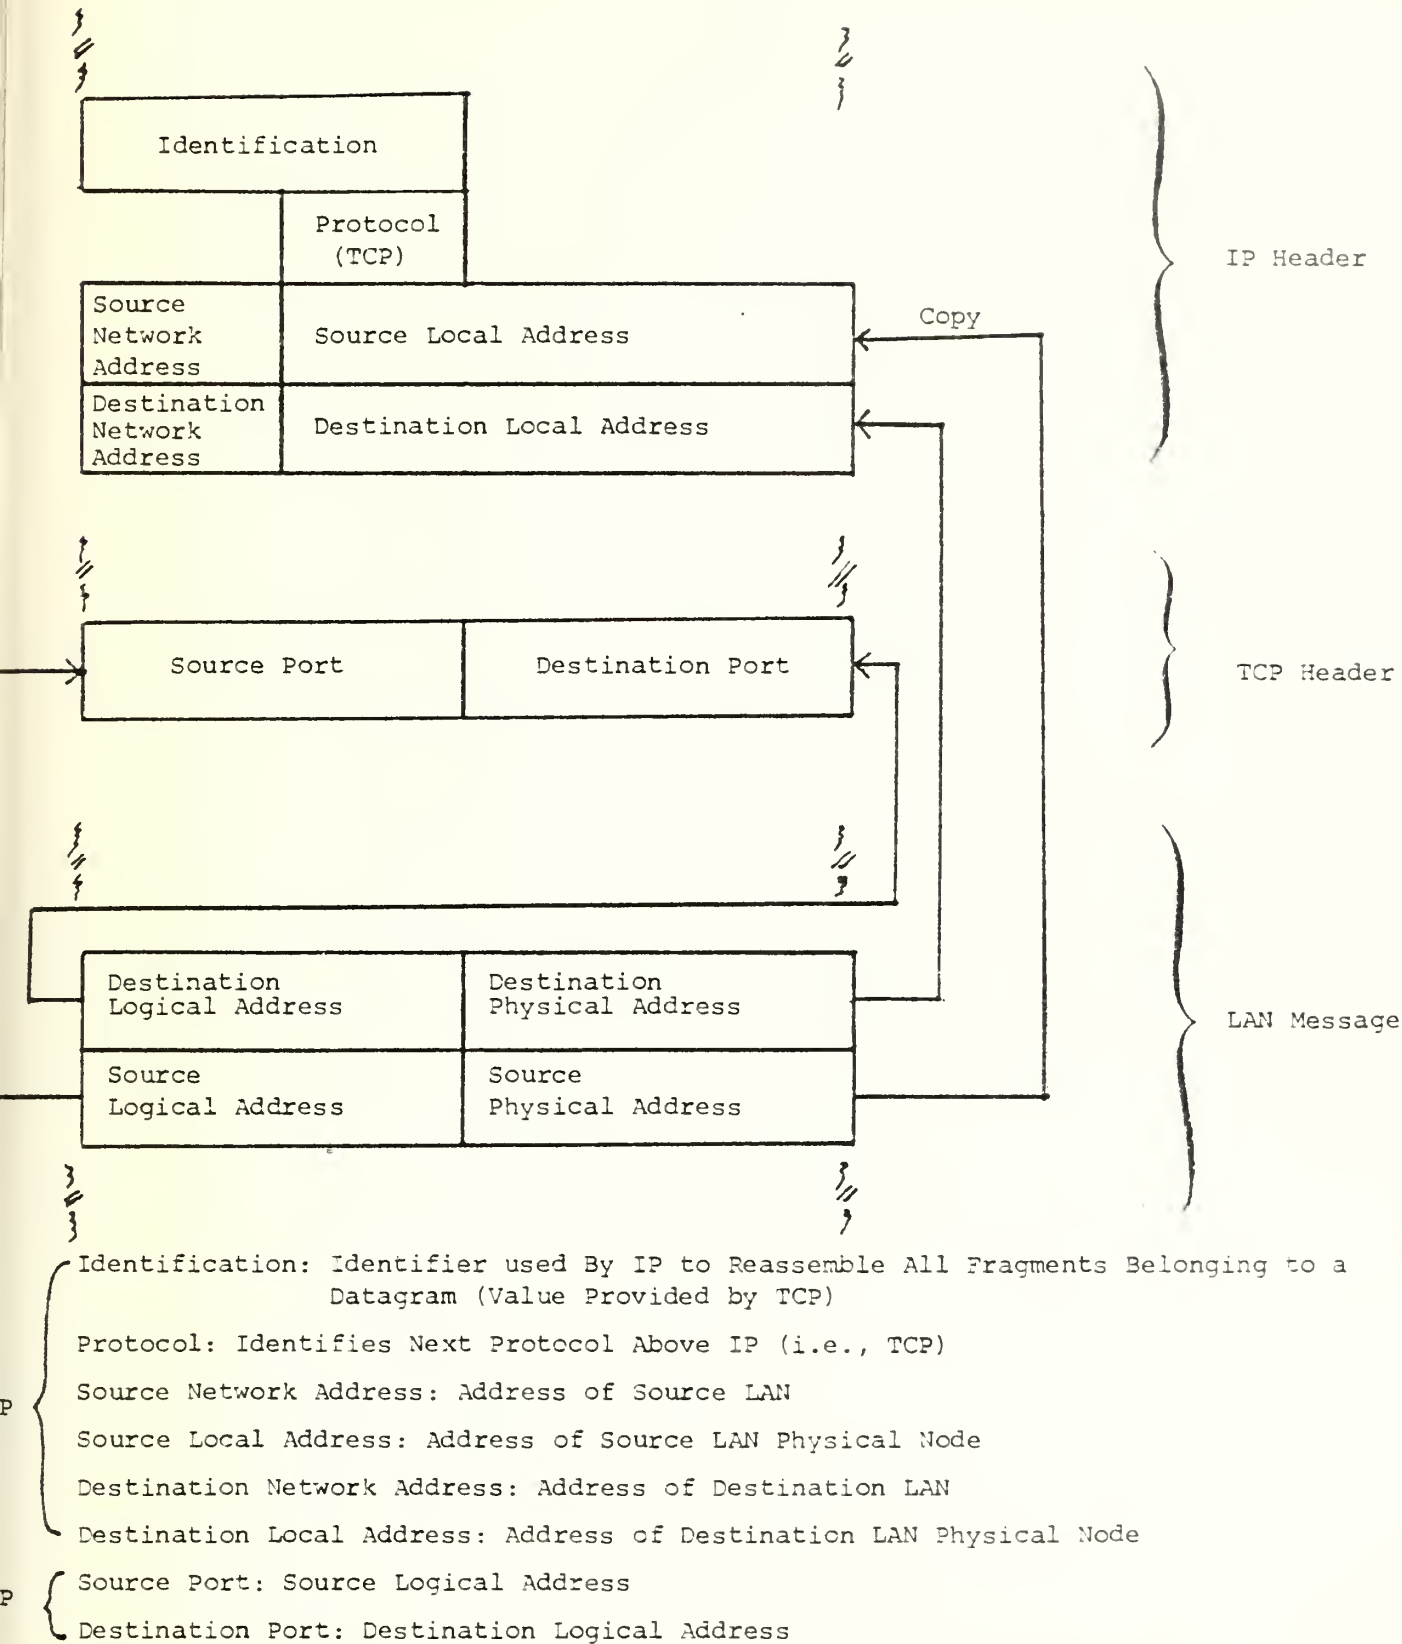 Identification
Protocol
(TCP)
IP Header
Source
Network
Address
Source Local Address
Copy
Destination
Network
Address
Destination Local Address
Source Port
Destination Port
TCP Header
Destination
Logical Address
Destination
Physical Address
LAN Message
Source
Logical Address
Source
Physical Address
Identification: Identifier used By IP to Reassemble All Fragments Belonging to a
Datagram (Value Provided by TCP)
Protocol: Identifies Next Protocol Above IP (i.e., TCP)
Source Network Address: Address of Source LAN
P
Source Local Address: Address of Source LAN Physical Node
Destination Network Address: Address of Destination LAN
Destination Local Address: Address of Destination LAN Physical Node
P
Source Port: Source Logical Address
Destination Port: Destination Logical Address